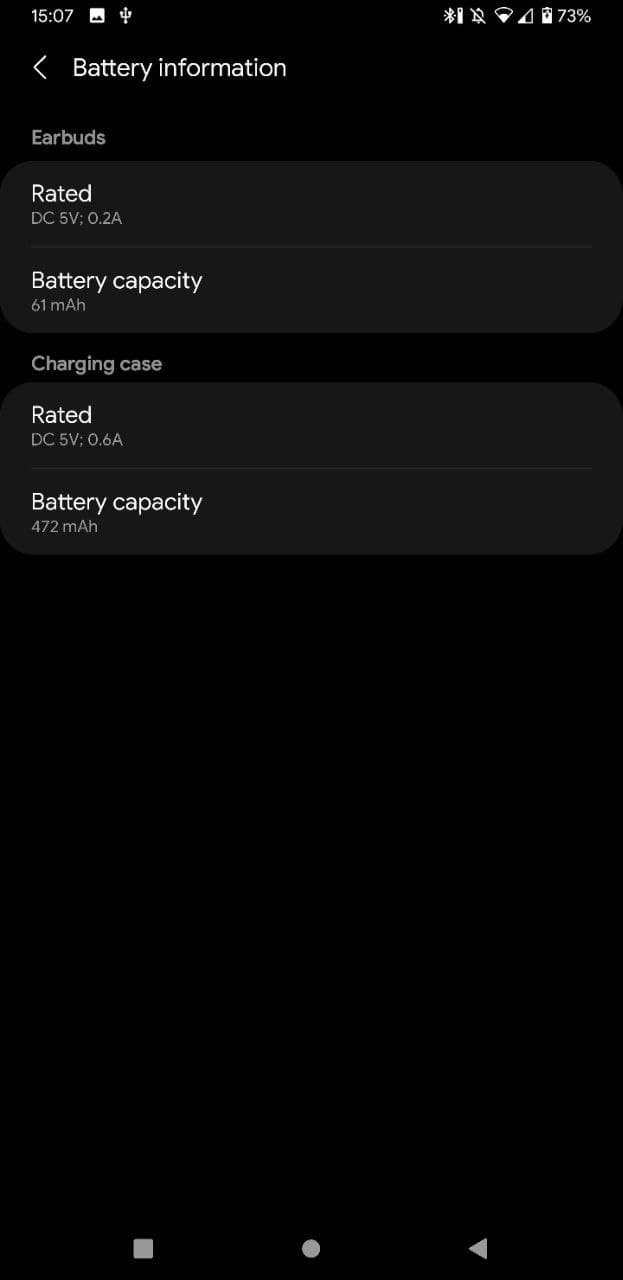 15:07 73%
Battery information
Earbuds
Rated
DC 5V; 0.2A
Battery capacity
61 mAh
Charging case
Rated
DC 5V; 0.6A
Battery capacity
472 mAh